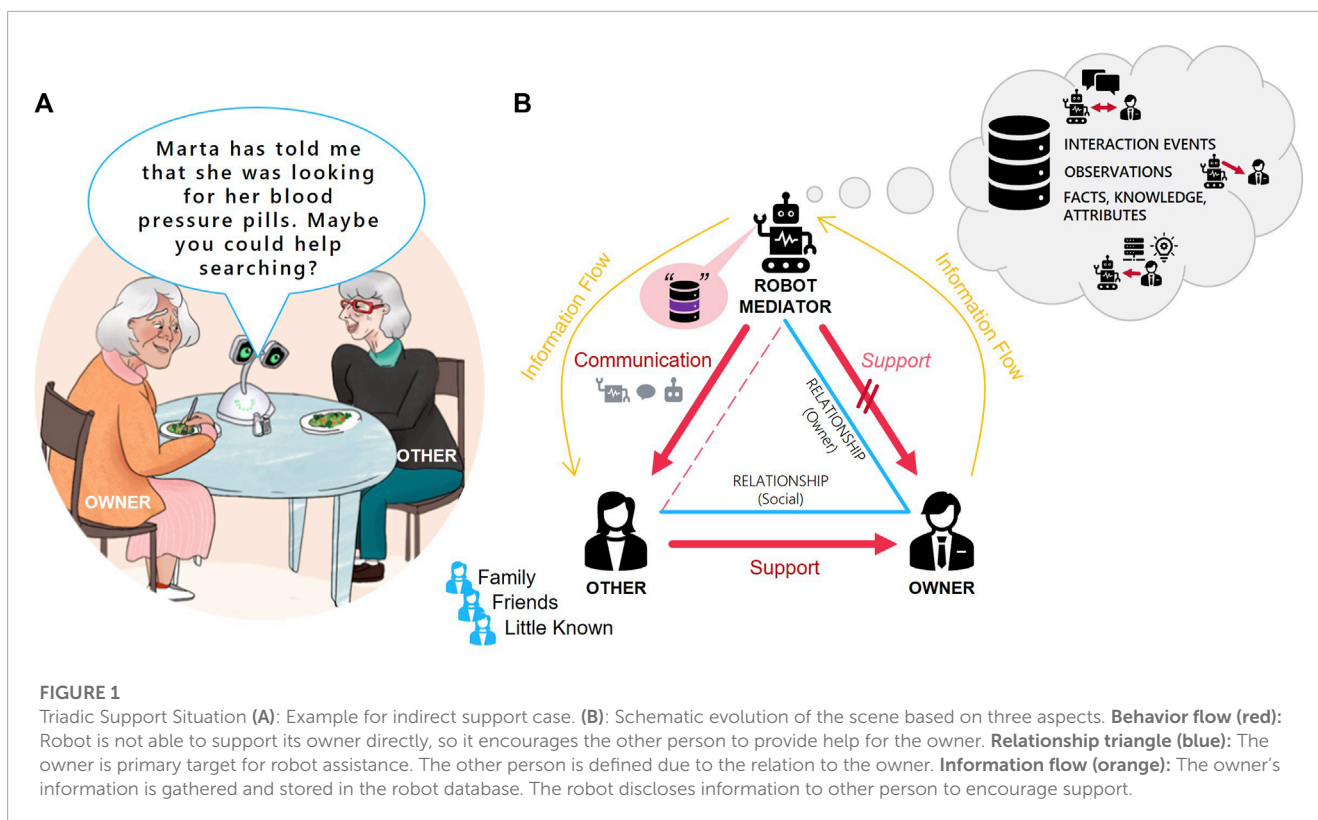 A
Marta has told me
that she was looking
for her blood
pressure pills. Maybe
you could help
searching?
OWNER
OTHER
B
INTERACTION EVENTS
OBSERVATIONS
FACTS, KNOWLEDGE,
ATTRIBUTES
“ ”
ROBOT
MEDIATOR
Information Flow
Information Flow
Communication
Support
RELATIONSHIP
(Owner)
RELATIONSHIP
(Social)
OTHER
Support
OWNER
Family
Friends
Little Known
FIGURE 1
Triadic Support Situation (A): Example for indirect support case. (B): Schematic evolution of the scene based on three aspects. Behavior flow (red):
Robot is not able to support its owner directly, so it encourages the other person to provide help for the owner. Relationship triangle (blue): The
owner is primary target for robot assistance. The other person is defined due to the relation to the owner. Information flow (orange): The owner’s
information is gathered and stored in the robot database. The robot discloses information to other person to encourage support.